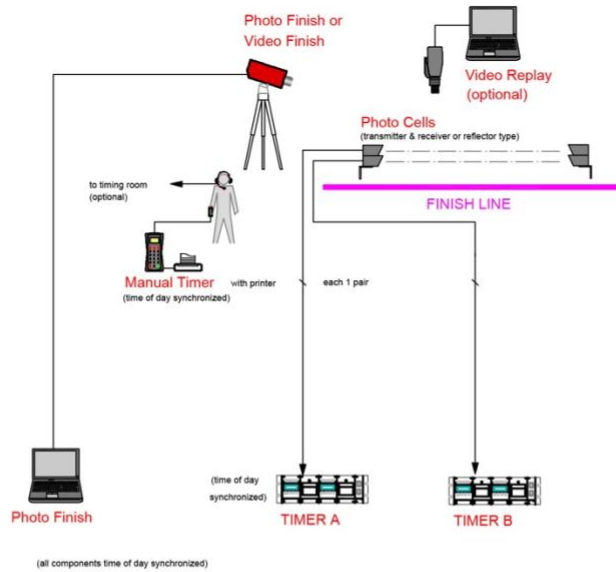 Photo Finish or
Video Finish
Video Replay
(optional)
Photo Cells
(transmitter & receiver or reflector type)
to timing room
(optional)
FINISH LINE
Manual Timer
with printer
each 1 pair
(time of day synchronized)
(time of day
synchronized)
Photo Finish
TIMER A
TIMER B
(all components time of day synchronized)